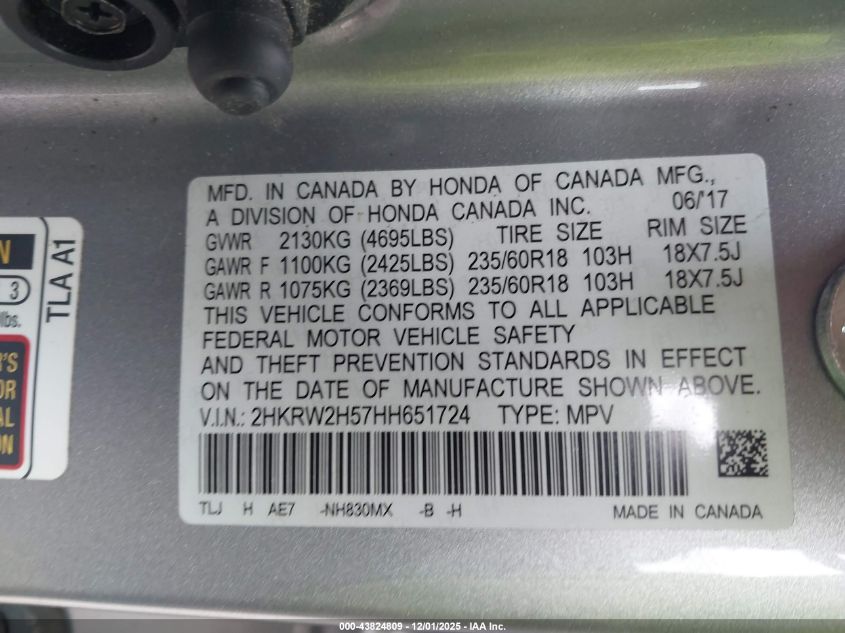 MFD. IN CANADA BY HONDA OF CANADA MFG.,
A DIVISION OF HONDA CANADA INC. 06/'17
GVWR 2130KG (4695LBS) TIRE SIZE RIM SIZE
GAWR F 1100KG (2425LBS) 235/60R18 103H 18X7.5J
GAWR R 1075KG (2369LBS) 235/60R18 103H 18X7.5J
THIS VEHICLE CONFORMS TO ALL APPLICABLE
FEDERAL MOTOR VEHICLE SAFETY
AND THEFT PREVENTION STANDARDS IN EFFECT
ON THE DATE OF MANUFACTURE SHOWN ABOVE.
V.I.N.: 2HKRW2H57HH651724 TYPE: MPV
TLJ H AE7 -NH830MX -B -H MADE IN CANADA
TLA A1
3
lbs.
000-43824809 - 12/01/2025 - IAA Inc.